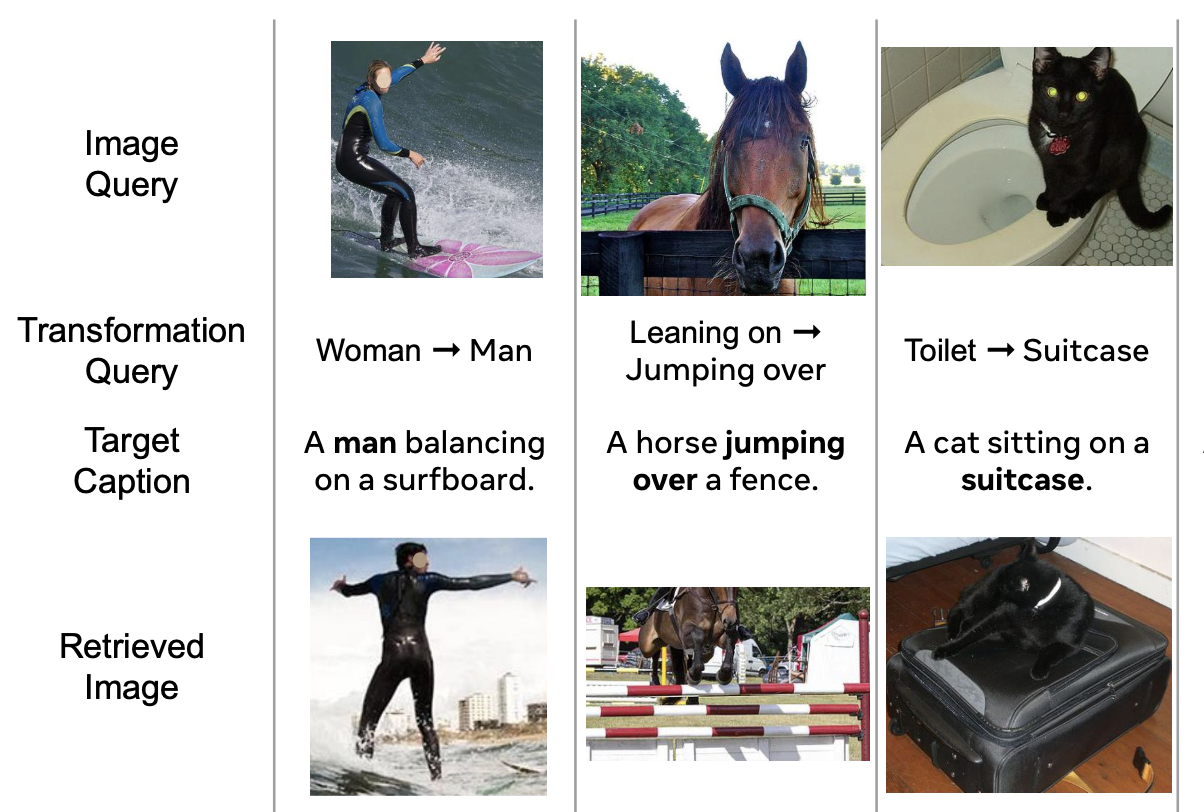 Image
Query
Transformation
Query
Woman → Man
Leaning on →
Jumping over
Toilet → Suitcase
Target
Caption
A man balancing
on a surfboard.
A horse jumping
over a fence.
A cat sitting on a
suitcase.
Retrieved
Image